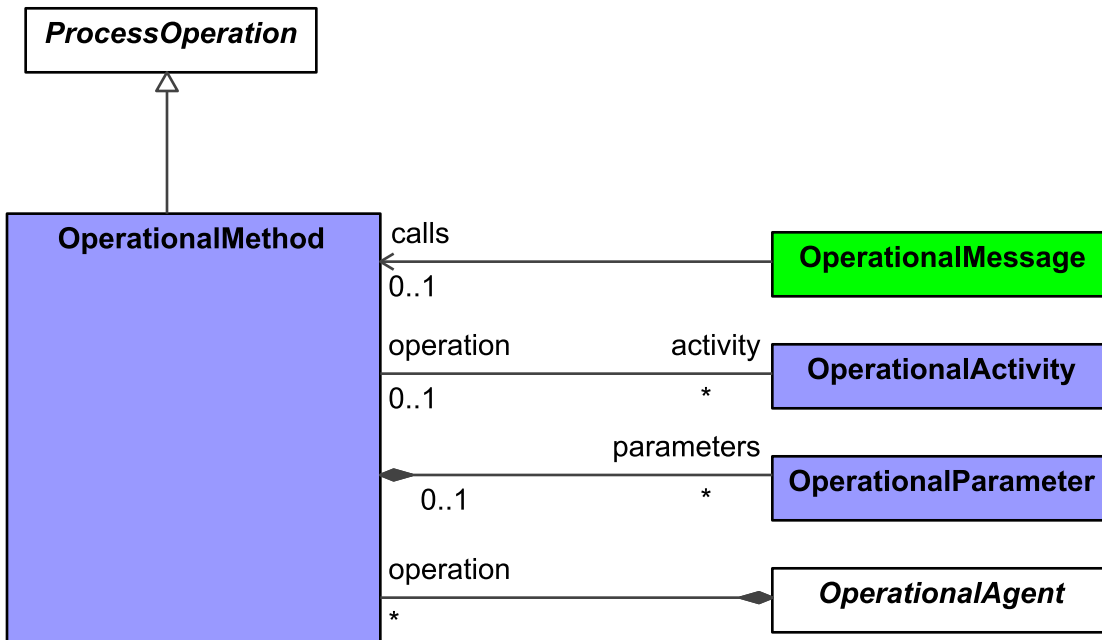 ProcessOperation
OperationalMethod
calls
0..1
OperationalMessage
operation
activity
0..1
*
OperationalActivity
parameters
0..1
*
OperationalParameter
operation
*
OperationalAgent